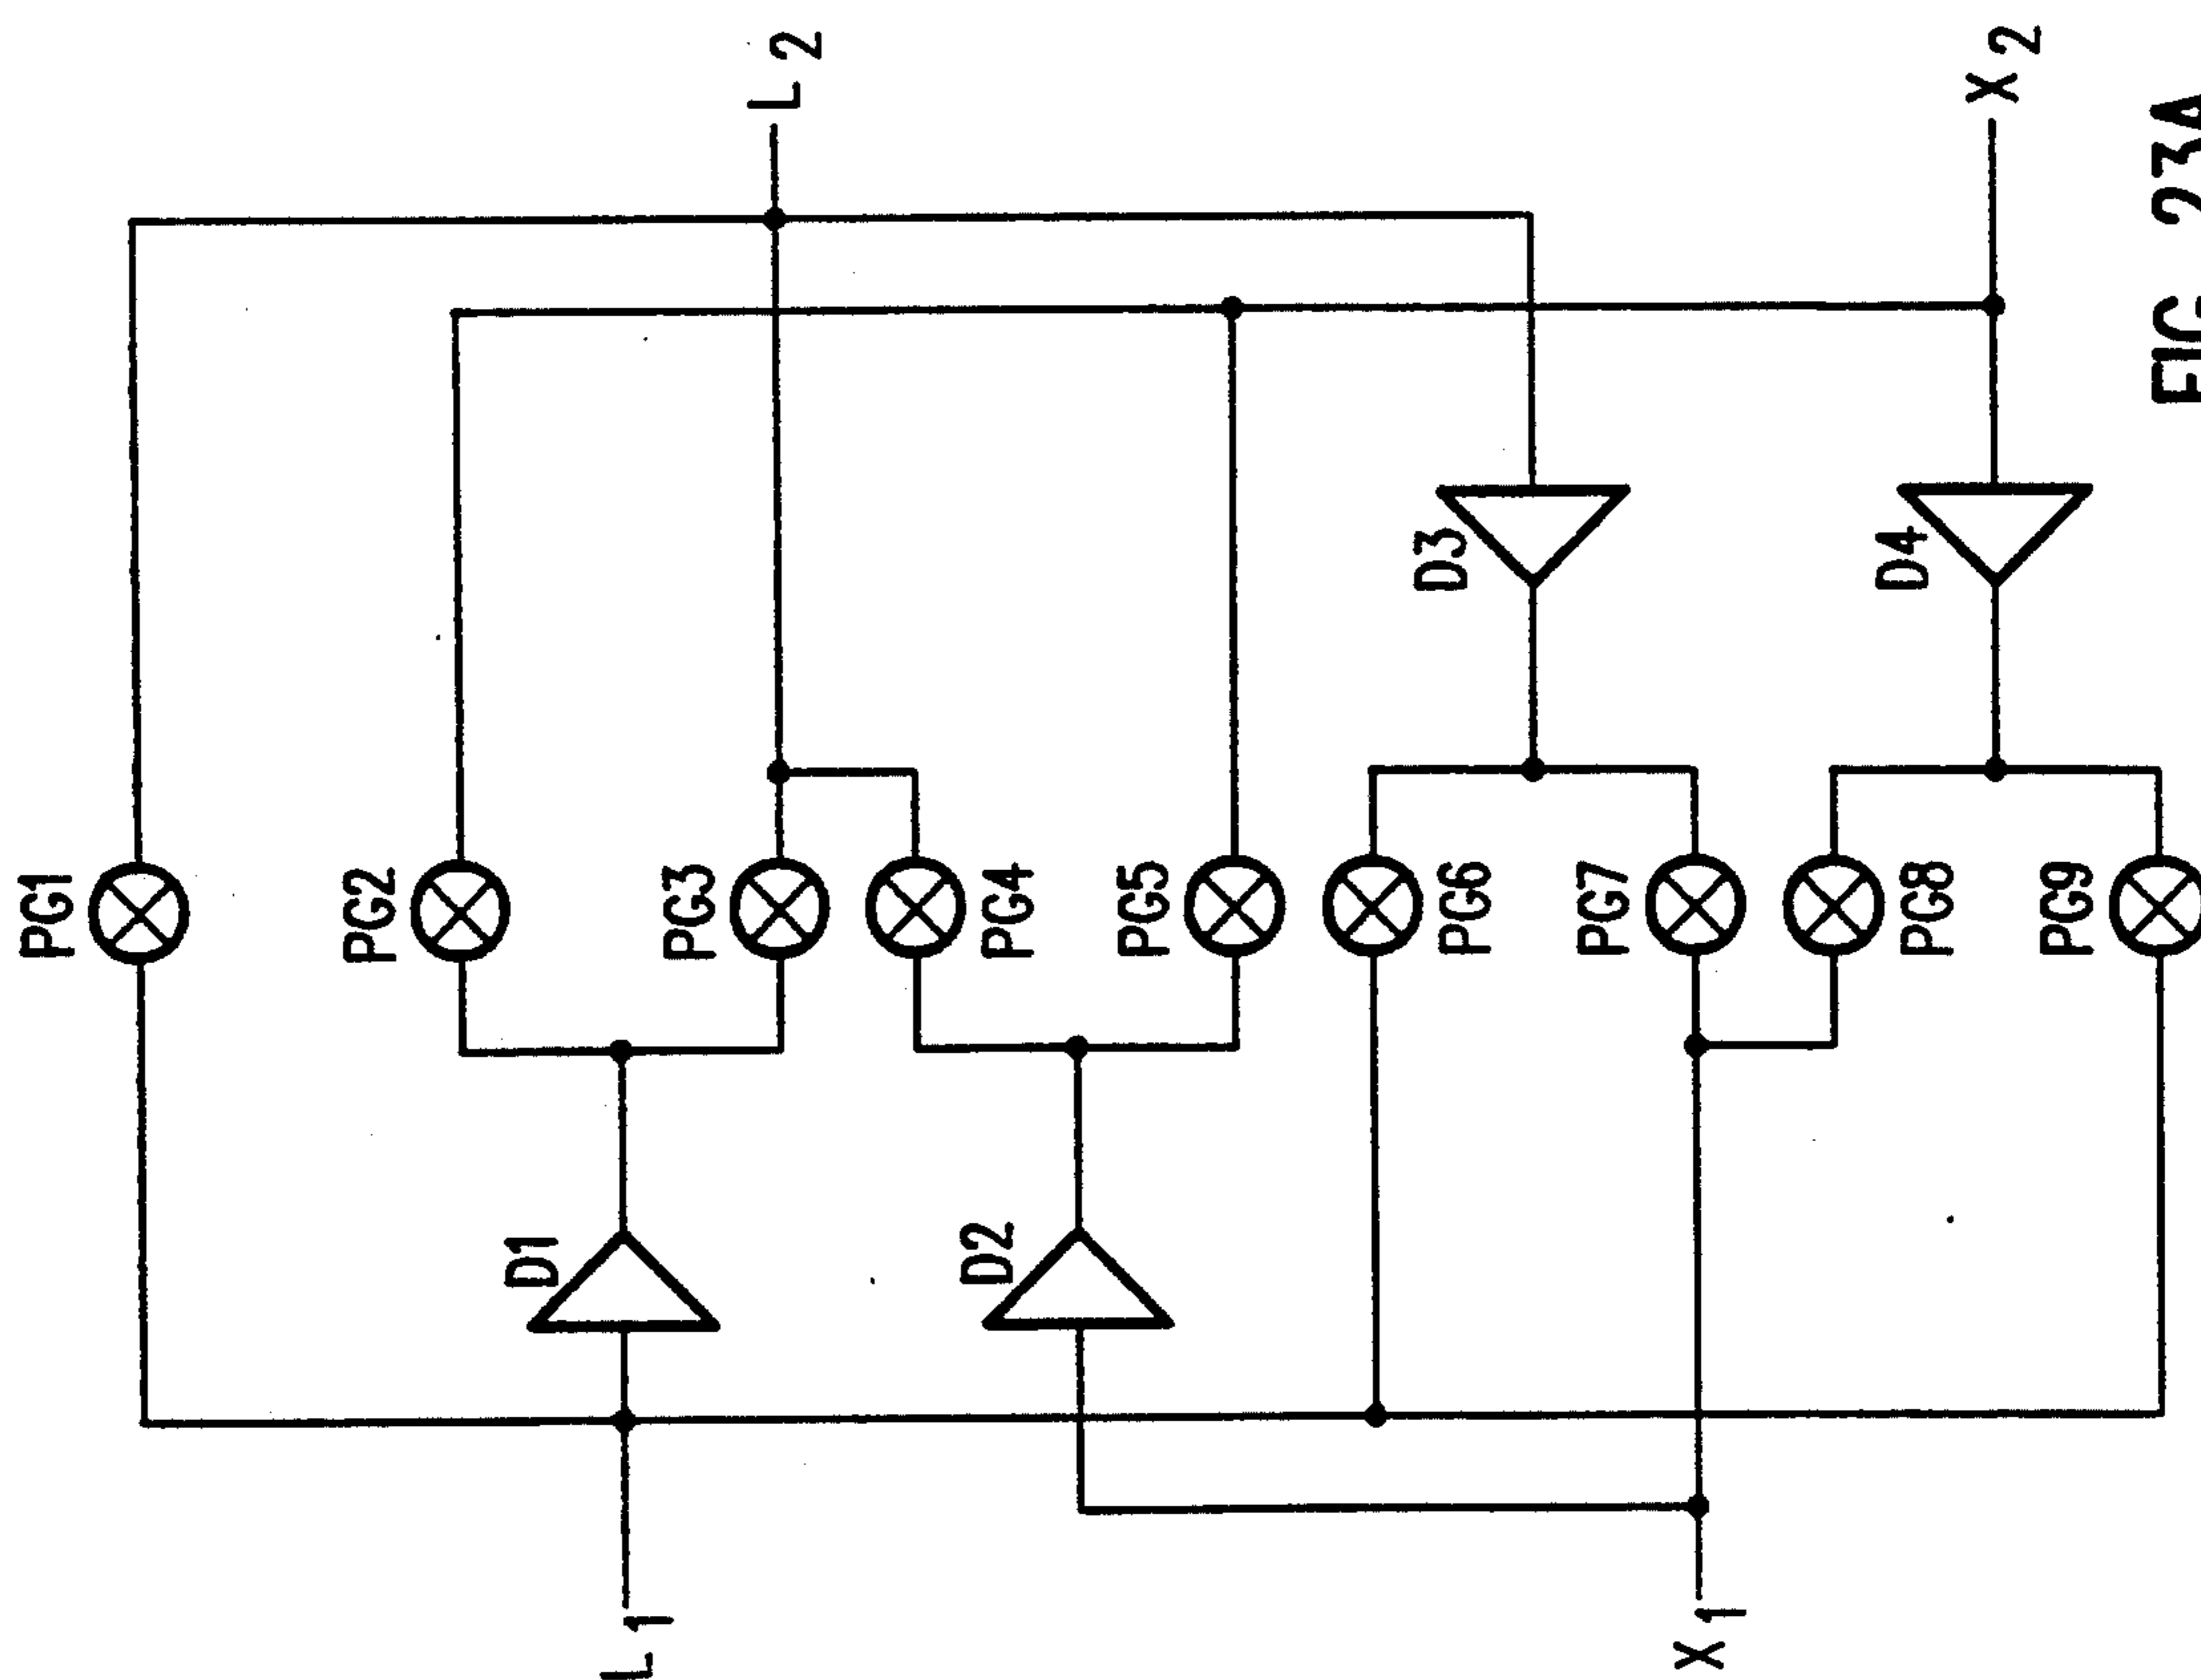 PG1
PG2
D1
L1
PG3
L2
D2
PG4
PG5
D3
PG6
PG7
X1
D4
PG8
X2
PG9
FIG 23A